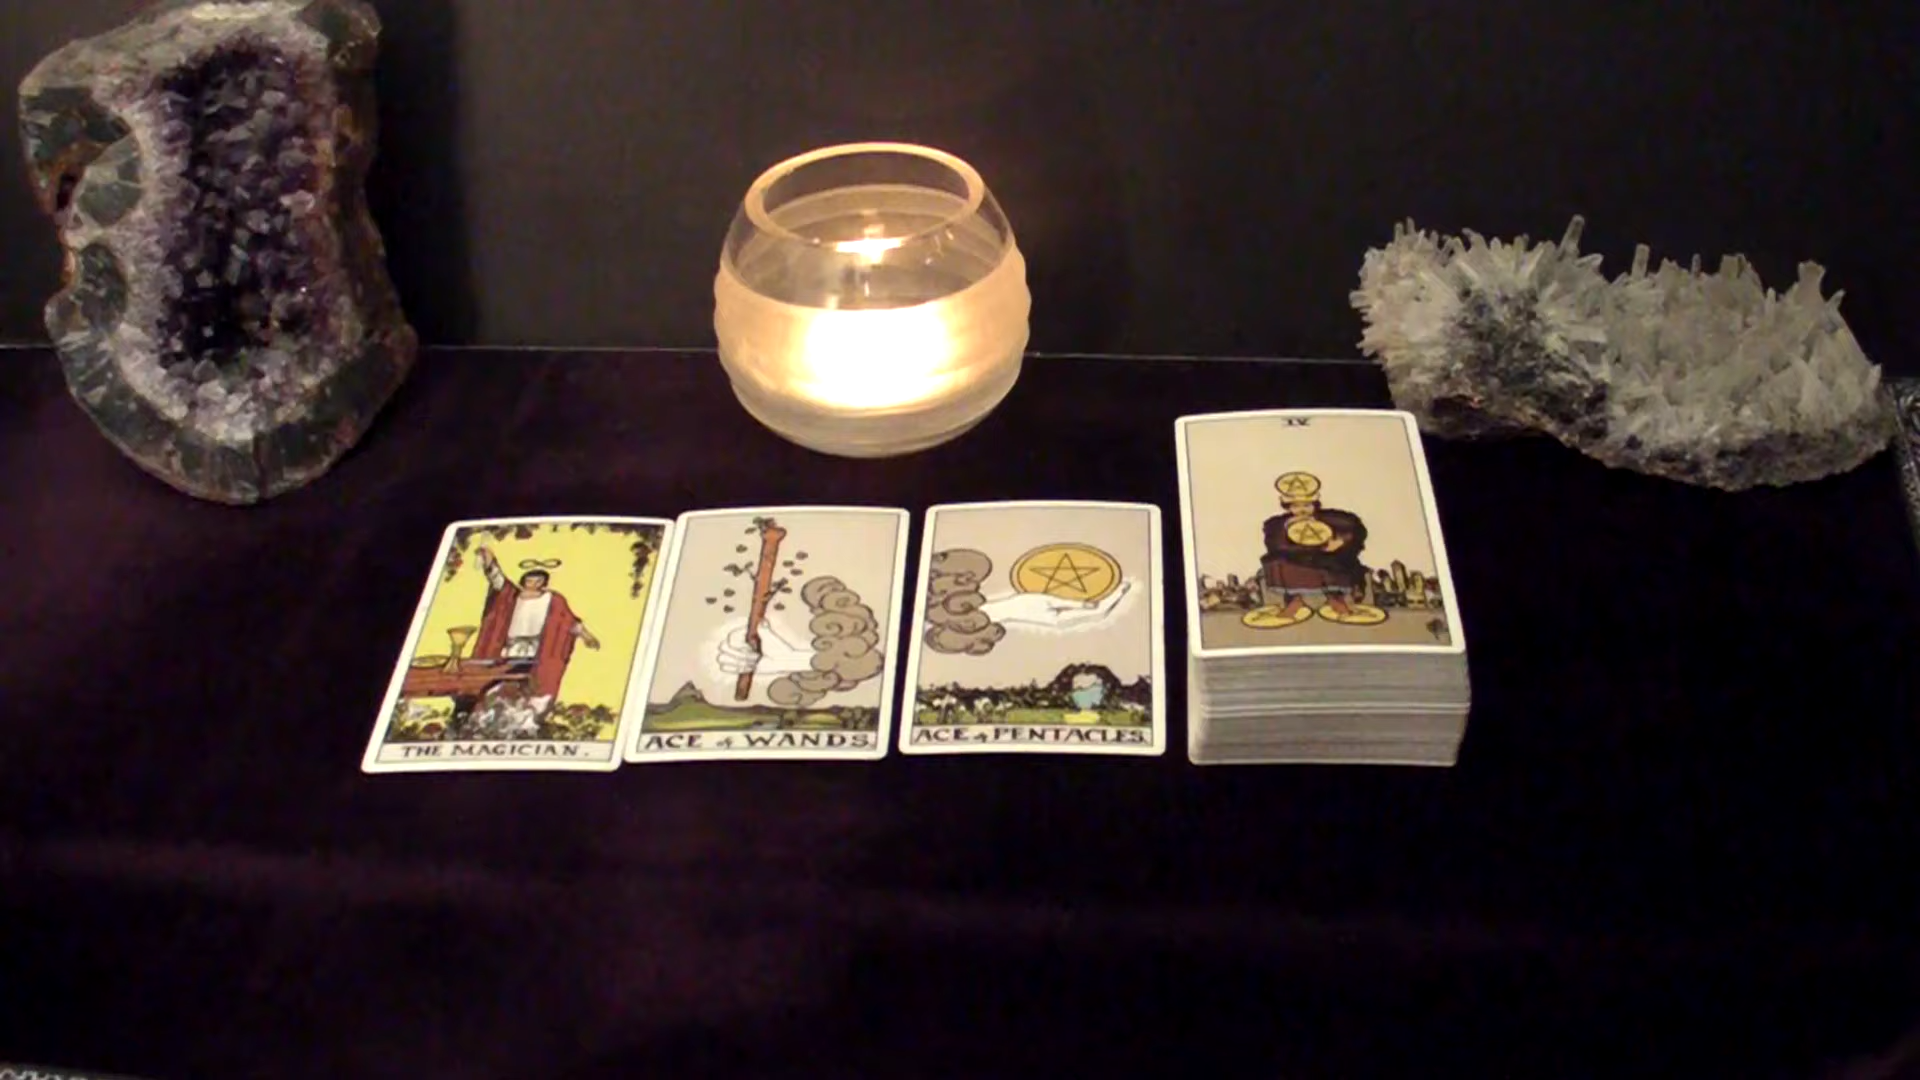 I
THE MAGICIAN.
ACE of WANDS.
ACE of PENTACLES.
IV